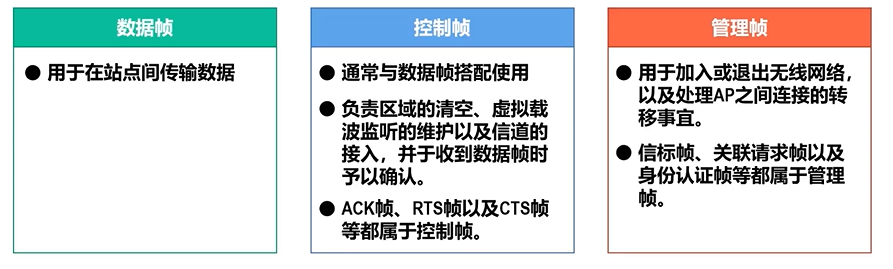 数据帧
● 用于在站点间传输数据
控制帧
● 通常与数据帧搭配使用
● 负责区域的清空、虚拟载
波监听的维护以及信道的
接入，并于收到数据帧时
予以确认。
● ACK帧、RTS帧以及CTS帧
等都属于控制帧。
管理帧
● 用于加入或退出无线网络，
以及处理AP之间连接的转
移事宜。
● 信标帧、关联请求帧以及
身份认证帧等都属于管理
帧。